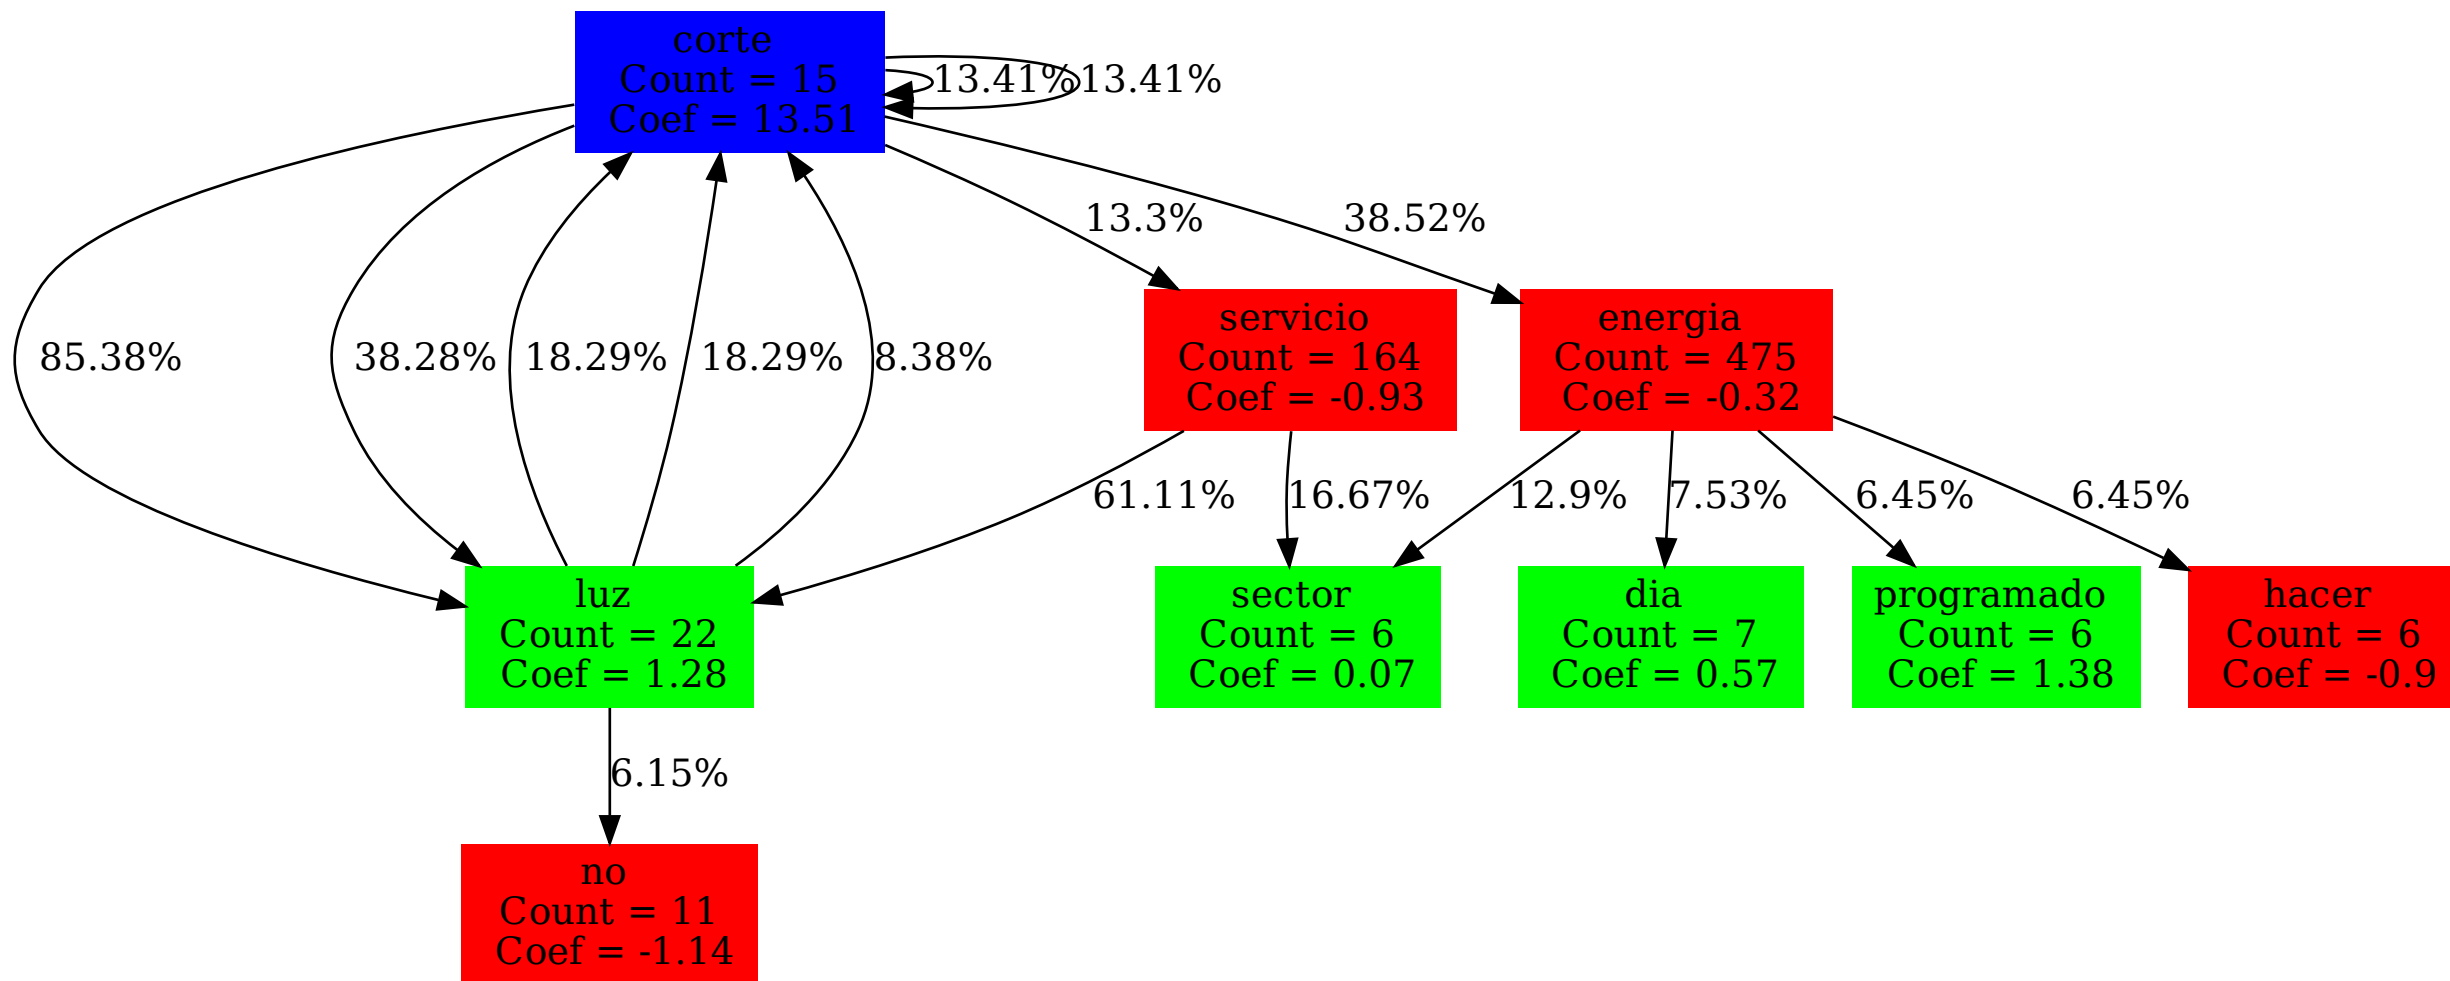 corte
Count = 15
Coef = 13.51
13.41%
13.41%
13.3%
38.52%
85.38%
38.28%
18.29%
18.29%
8.38%
servicio
Count = 164
Coef = -0.93
energia
Count = 475
Coef = -0.32
61.11%
16.67%
12.9%
7.53%
6.45%
6.45%
luz
Count = 22
Coef = 1.28
sector
Count = 6
Coef = 0.07
dia
Count = 7
Coef = 0.57
programado
Count = 6
Coef = 1.38
hacer
Count = 6
Coef = -0.9
6.15%
no
Count = 11
Coef = -1.14